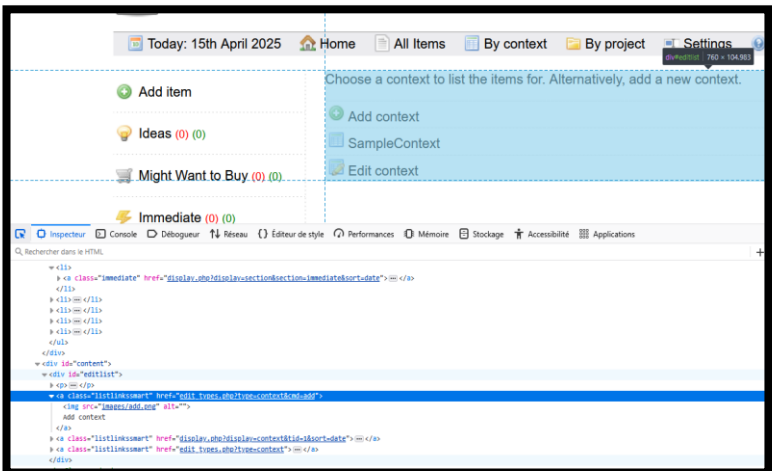 Today: 15th April 2025 Home All Items By context By project Settings
div#editlist 760 × 104.983
Choose a context to list the items for. Alternatively, add a new context.
Add item
Add context
Ideas (0) (0)
SampleContext
Edit context
Might Want to Buy (0) (0)
Immediate (0) (0)
Inspecteur Console Débogueur Réseau Éditeur de style Performances Mémoire Stockage Accessibilité Applications
Rechercher dans le HTML
<li>
<a class="immediate" href="display.php?display=section&section=immediate&sort=date"> </a>
</li>
<li> </li>
<li> </li>
<li> </li>
<li> </li>
</ul>
</div>
<div id="content">
<div id="editlist">
<p> </p>
<a class="listlinkssmart" href="edit_types.php?type=context&cmd=add">
<img src="images/add.png" alt="">
Add context
</a>
<a class="listlinkssmart" href="display.php?display=context&tid=1&sort=date"> </a>
<a class="listlinkssmart" href="edit_types.php?type=context"> </a>
</div>